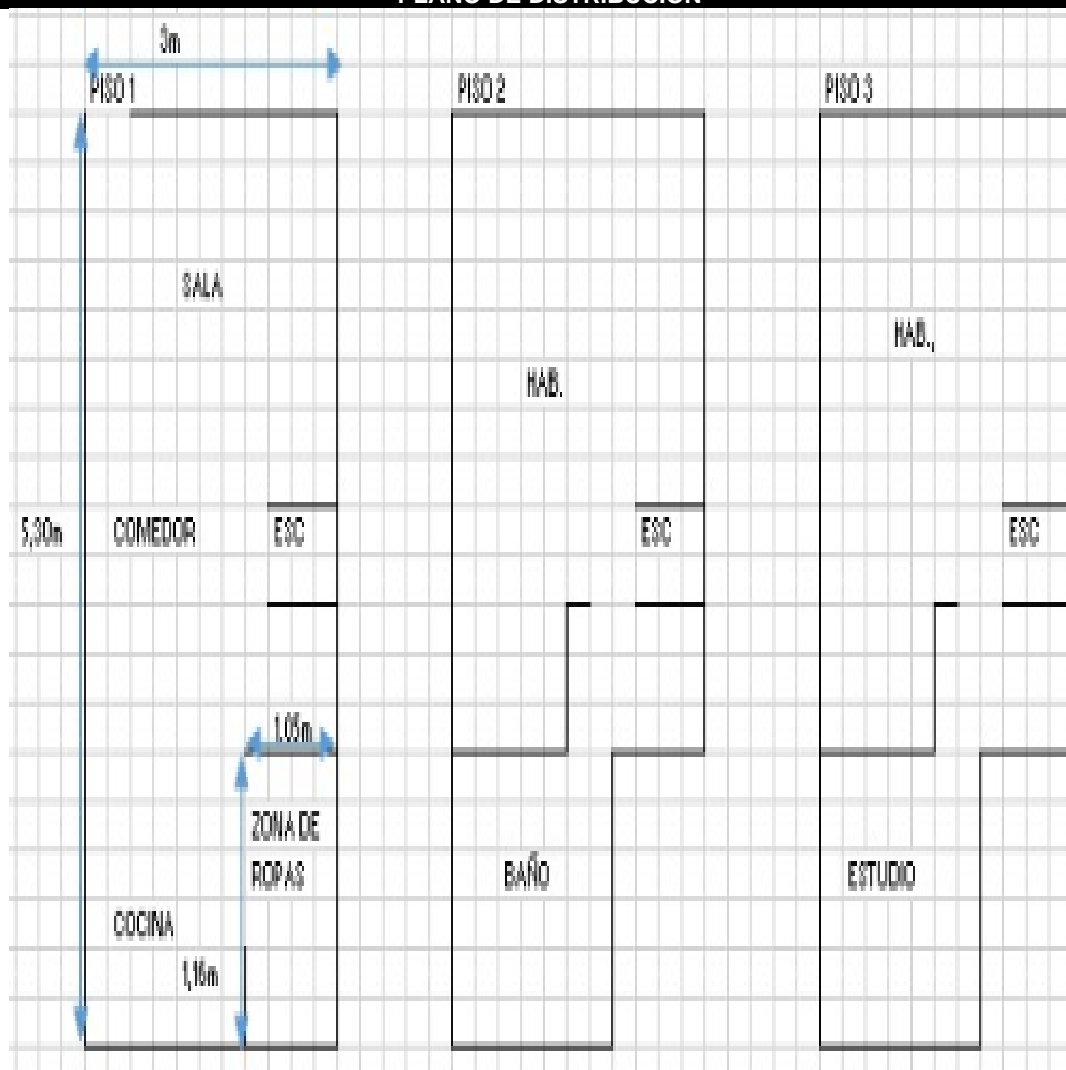 PLANO DE DISTRIBUCIÓN
3m
PISO 1
PISO 2
PISO 3
SALA
HAB.
HAB.,
5,30m
COMEDOR
ESC
ESC
ESC
1.05m
ZONA DE
ROPAS
BAÑO
ESTUDIO
COCINA
1,16m